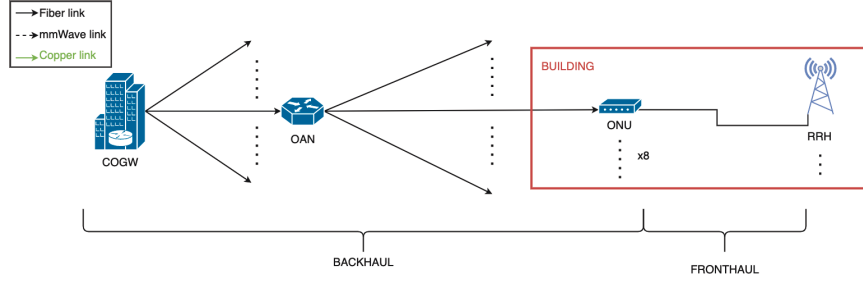 Fiber link
mmWave link
Copper link
BUILDING
COGW
OAN
ONU
RRH
x8
BACKHAUL
FRONTHAUL